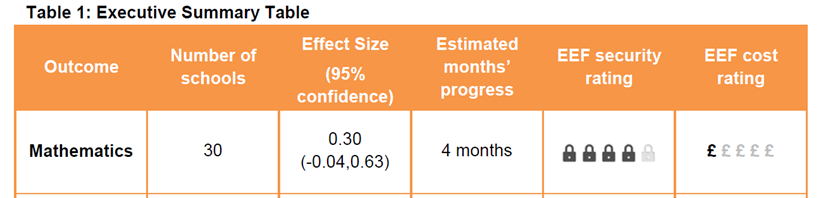 Table 1: Executive Summary Table
Outcome
Number of
schools
Effect Size
(95%
confidence)
Estimated
months’
progress
EEF security
rating
EEF cost
rating
Mathematics
30
0.30
(-0.04,0.63)
4 months
£ £ £ £ £